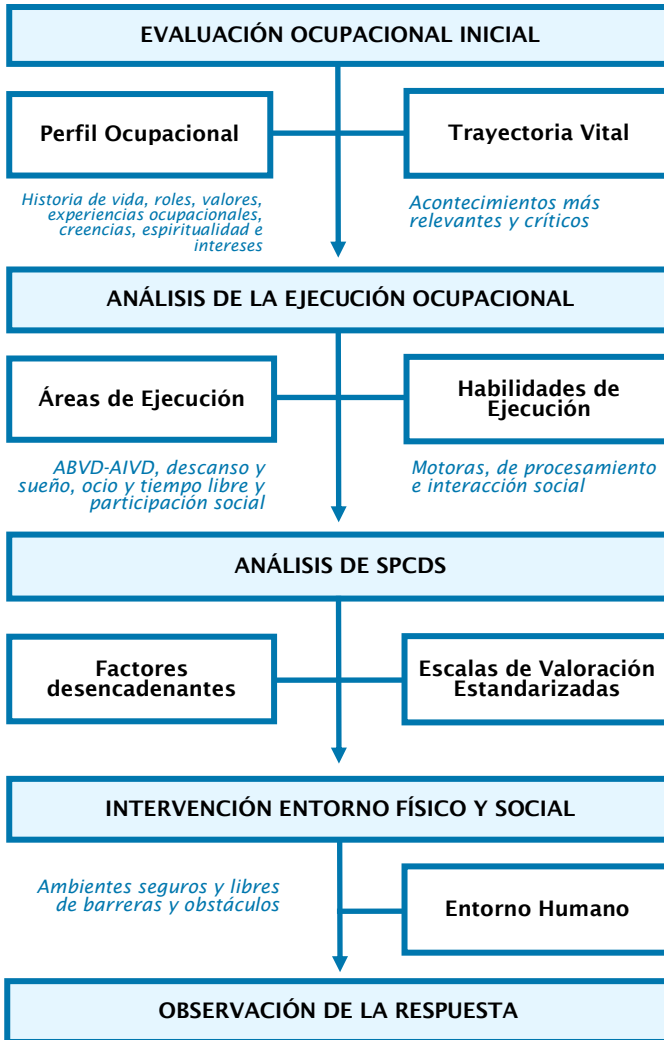 EVALUACIÓN OCUPACIONAL INICIAL
Perfil Ocupacional
Historia de vida, roles, valores,
experiencias ocupacionales,
creencias, espiritualidad e
intereses
Trayectoria Vital
Acontecimientos más
relevantes y críticos
ANÁLISIS DE LA EJECUCIÓN OCUPACIONAL
Áreas de Ejecución
ABVD-AIVD, descanso y
sueño, ocio y tiempo libre y
participación social
Habilidades de
Ejecución
Motoras, de procesamiento
e interacción social
ANÁLISIS DE SPCDS
Factores
desencadenantes
Escalas de Valoración
Estandarizadas
INTERVENCIÓN ENTORNO FÍSICO Y SOCIAL
Ambientes seguros y libres
de barreras y obstáculos
Entorno Humano
OBSERVACIÓN DE LA RESPUESTA